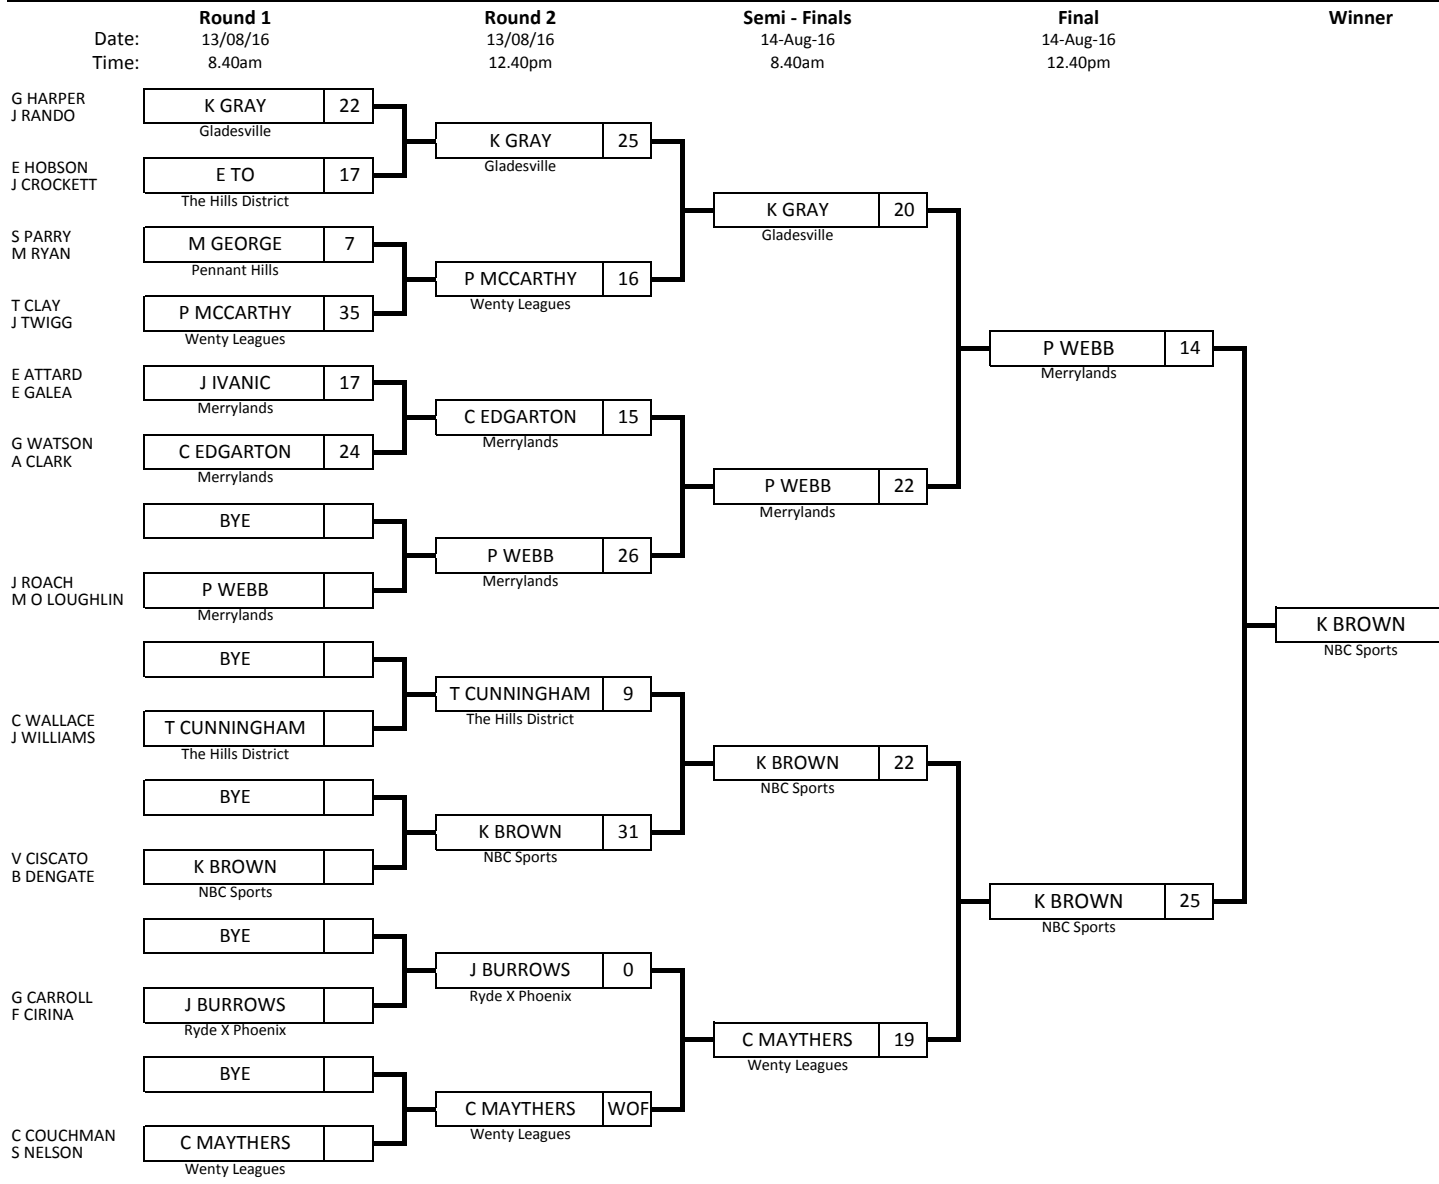 Round 1 Round 2 Semi - Finals Final Winner
Date: 13/08/16 13/08/16 14-Aug-16 14-Aug-16
Time: 8.40am 12.40pm 8.40am 12.40pm
G HARPER
J RANDO
K GRAY 22
Gladesville
K GRAY 25
Gladesville
E HOBSON
J CROCKETT
E TO 17
The Hills District
K GRAY 20
Gladesville
S PARRY
M RYAN
M GEORGE 7
Pennant Hills
P MCCARTHY 16
Wenty Leagues
T CLAY
J TWIGG
P MCCARTHY 35
Wenty Leagues
P WEBB 14
Merrylands
E ATTARD
E GALEA
J IVANIC 17
Merrylands
C EDGARTON 15
Merrylands
G WATSON
A CLARK
C EDGARTON 24
Merrylands
P WEBB 22
Merrylands
BYE
P WEBB 26
Merrylands
J ROACH
M O LOUGHLIN
P WEBB
Merrylands
K BROWN
NBC Sports
BYE
T CUNNINGHAM 9
The Hills District
C WALLACE
J WILLIAMS
T CUNNINGHAM
The Hills District
K BROWN 22
NBC Sports
BYE
K BROWN 31
NBC Sports
V CISCATO
B DENGATE
K BROWN
NBC Sports
K BROWN 25
NBC Sports
BYE
J BURROWS 0
Ryde X Phoenix
G CARROLL
F CIRINA
J BURROWS
Ryde X Phoenix
C MAYTHERS 19
Wenty Leagues
BYE
C MAYTHERS WOF
Wenty Leagues
C COUCHMAN
S NELSON
C MAYTHERS
Wenty Leagues